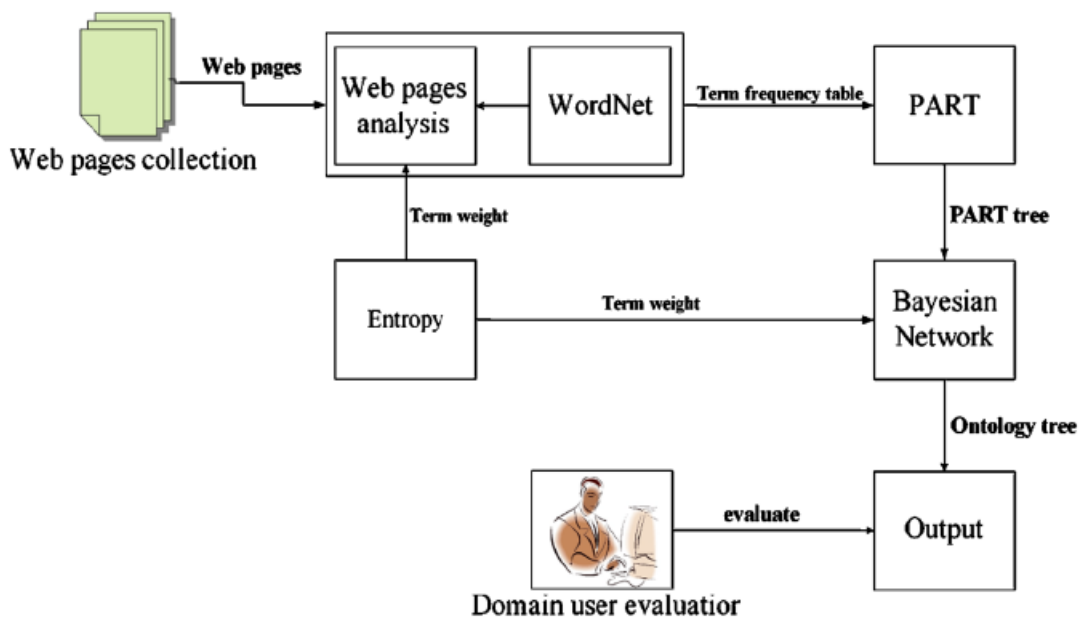 Web pages
Web pages collection
Web pages
analysis
WordNet
Term frequency table
PART
Term weight
PART tree
Entropy
Term weight
Bayesian
Network
Ontology tree
evaluate
Output
Domain user evaluatior